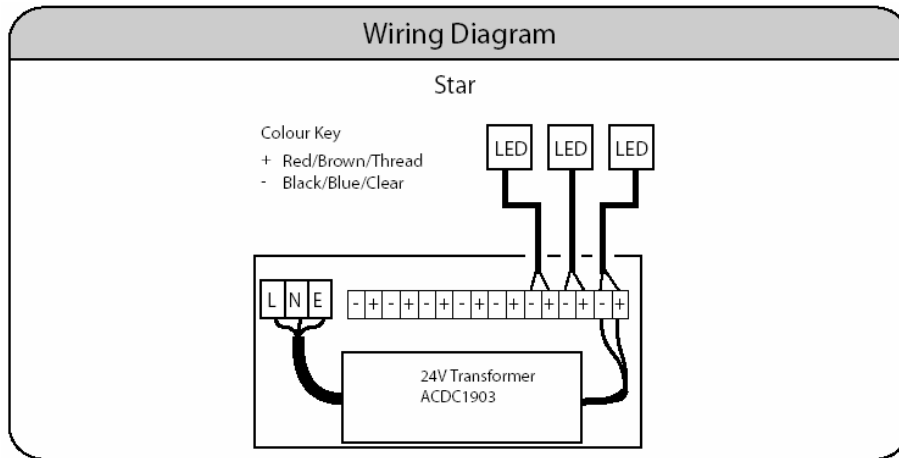 Wiring Diagram
Star
Colour Key
+ Red/Brown/Thread
- Black/Blue/Clear
LED LED LED
L N E
- + - + - + - + - + - + - + - +
24V Transformer
ACDC1903